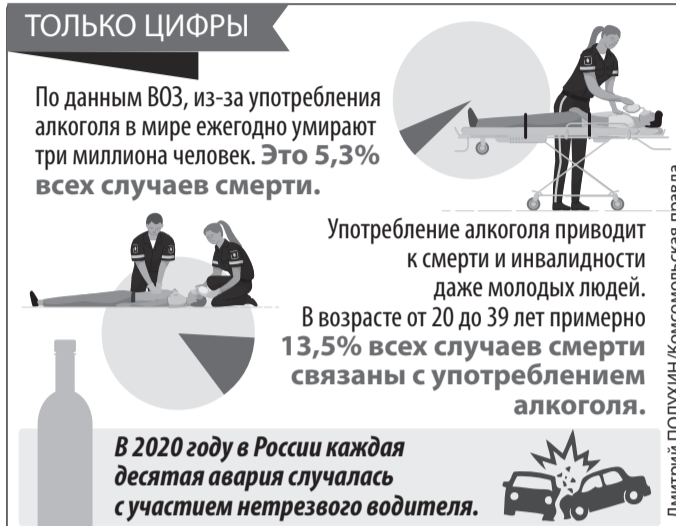 ТОЛЬКО ЦИФРЫ
По данным ВОЗ, из-за употребления
алкоголя в мире ежегодно умирают
три миллиона человек. Это 5,3%
всех случаев смерти.
Употребление алкоголя приводит
к смерти и инвалидности
даже молодых людей.
В возрасте от 20 до 39 лет примерно
13,5% всех случаев смерти
связаны с употреблением
алкоголя.
В 2020 году в России каждая
десятая авария случалась
с участием нетрезвого водителя.
Дмитрий ПОЛУХИН/Комсомольская правда